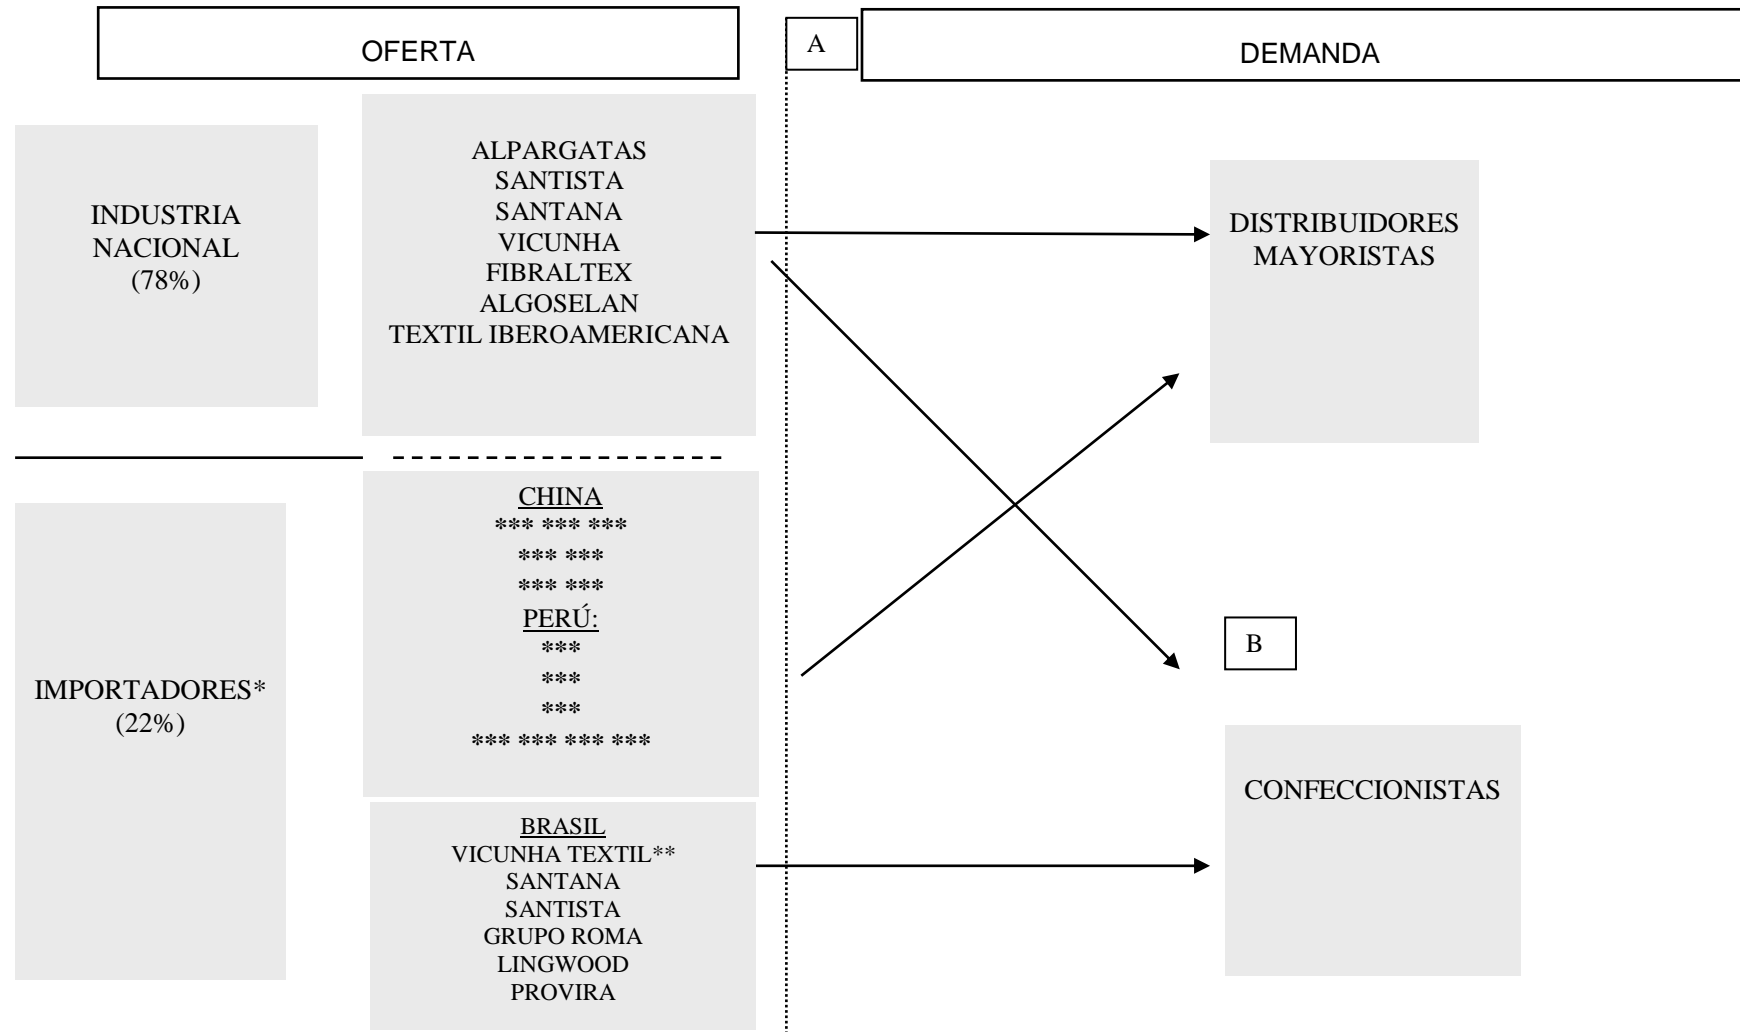 OFERTA
A
DEMANDA
INDUSTRIA
NACIONAL
(78%)
ALPARGATAS
SANTISTA
SANTANA
VICUNHA
FIBRALTEX
ALGOSELAN
TEXTIL IBEROAMERICANA
DISTRIBUIDORES
MAYORISTAS
IMPORTADORES*
(22%)
CHINA
*** *** ***
*** ***
*** ***
PERÚ:
***
***
***
*** *** *** ***
B
BRASIL
VICUNHA TEXTIL**
SANTANA
SANTISTA
GRUPO ROMA
LINGWOOD
PROVIRA
CONFECCIONISTAS